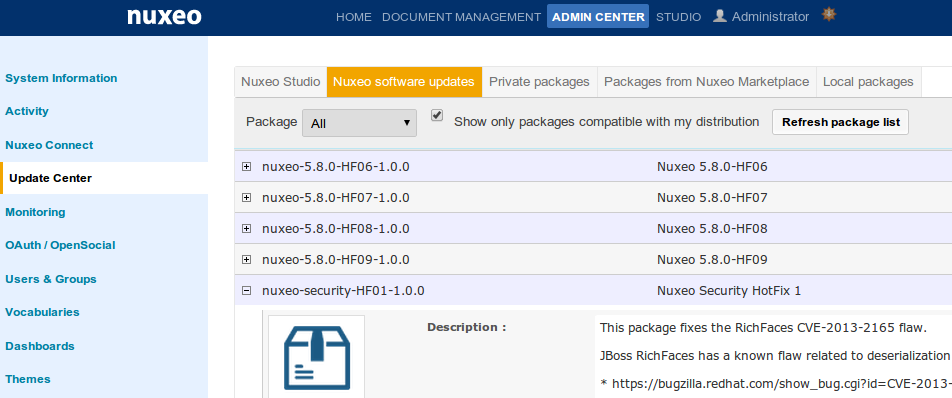 nuxeo HOME DOCUMENT MANAGEMENT ADMIN CENTER STUDIO Administrator
System Information
Activity
Nuxeo Connect
Update Center
Monitoring
OAuth / OpenSocial
Users & Groups
Vocabularies
Dashboards
Themes
Nuxeo Studio Nuxeo software updates Private packages Packages from Nuxeo Marketplace Local packages
Package All Show only packages compatible with my distribution Refresh package list
nuxeo-5.8.0-HF06-1.0.0 Nuxeo 5.8.0-HF06
nuxeo-5.8.0-HF07-1.0.0 Nuxeo 5.8.0-HF07
nuxeo-5.8.0-HF08-1.0.0 Nuxeo 5.8.0-HF08
nuxeo-5.8.0-HF09-1.0.0 Nuxeo 5.8.0-HF09
nuxeo-security-HF01-1.0.0 Nuxeo Security HotFix 1
Description : This package fixes the RichFaces CVE-2013-2165 flaw.
JBoss RichFaces has a known flaw related to deserialization
* https://bugzilla.redhat.com/show_bug.cgi?id=CVE-2013-